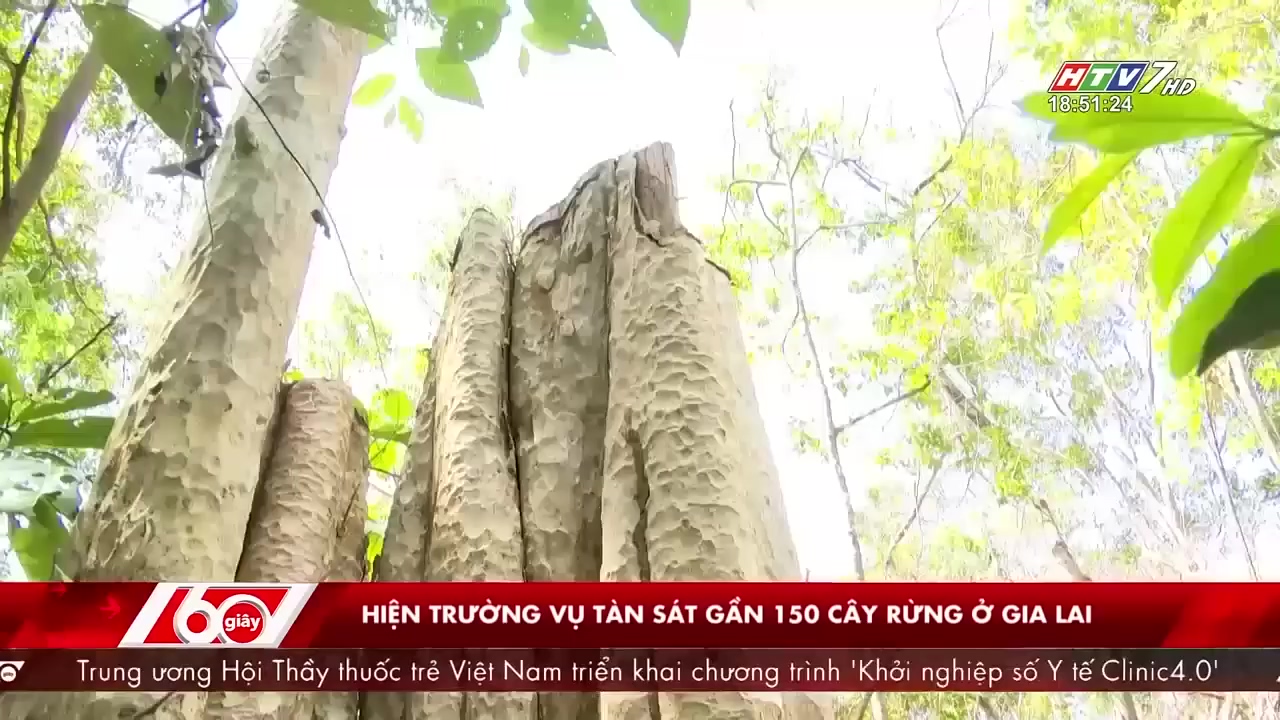 HTV7 HD
18:51:24
60 giây
HIỆN TRƯỜNG VỤ TÀN SÁT GẦN 150 CÂY RỪNG Ở GIA LAI
Trung ương Hội Thầy thuốc trẻ Việt Nam triển khai chương trình 'Khởi nghiệp số Y tế Clinic4.0'